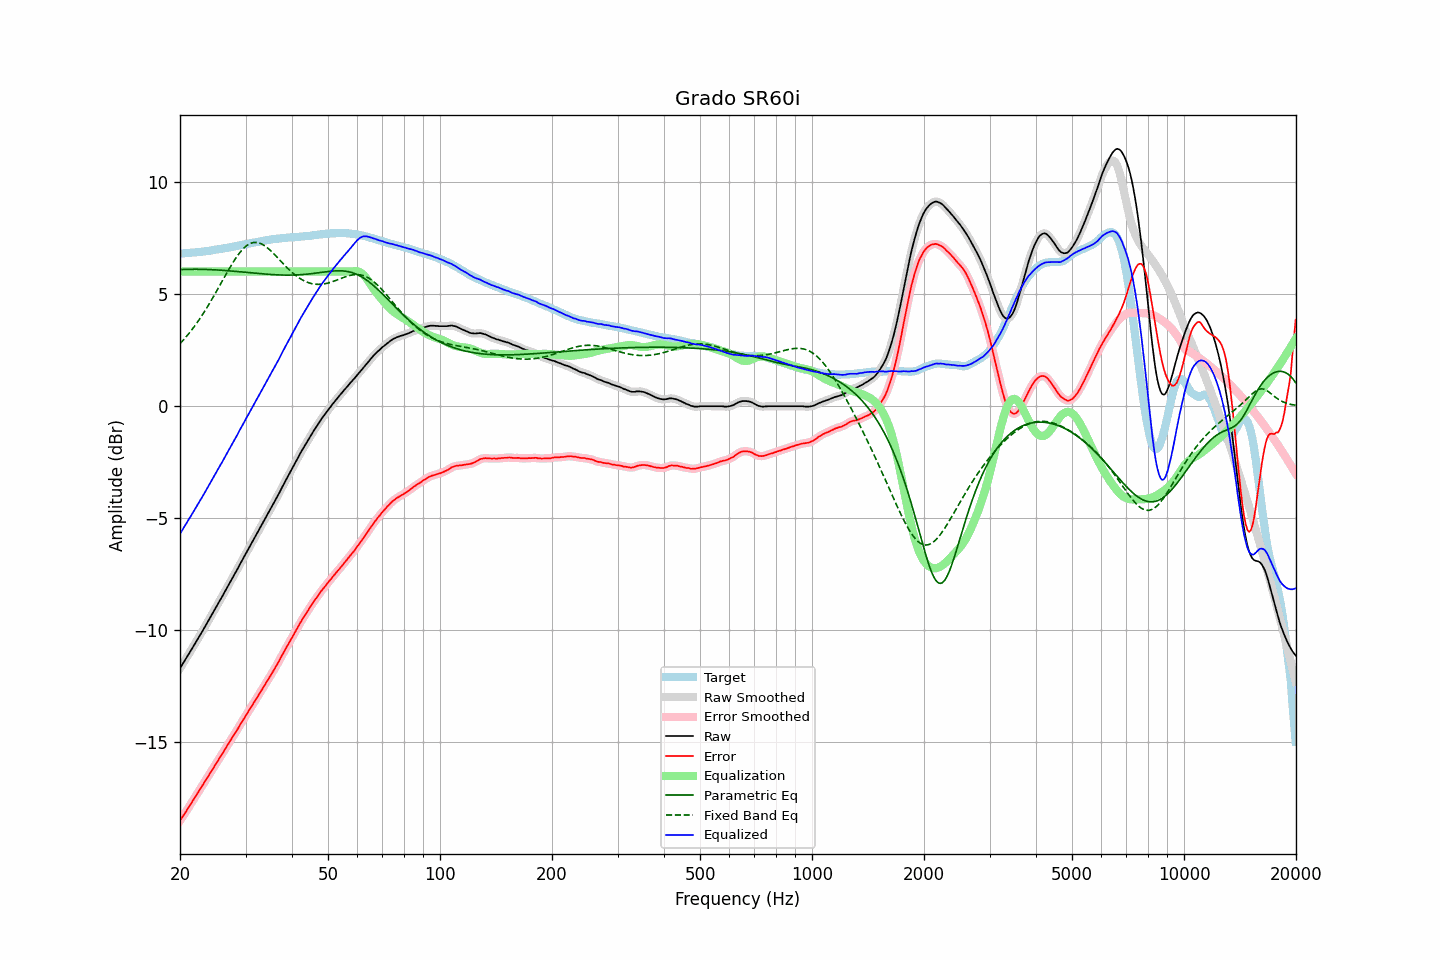 Grado SR60i
Amplitude (dBr)
10
5
0
−5
−10
−15
Target
Raw Smoothed
Error Smoothed
Raw
Error
Equalization
Parametric Eq
Fixed Band Eq
Equalized
20 50 100 200 500 1000 2000 5000 10000 20000
Frequency (Hz)